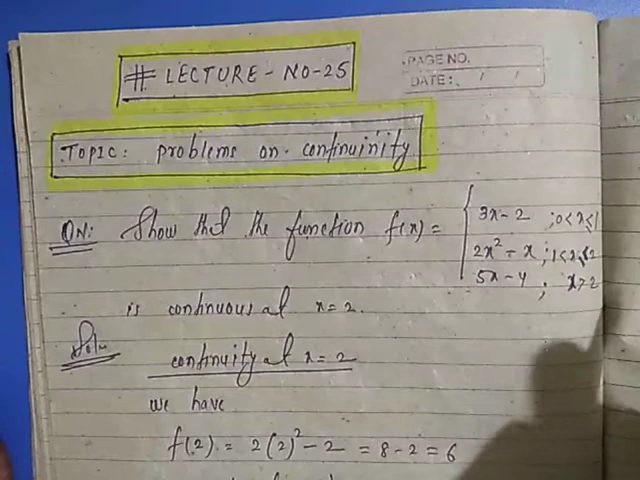 # LECTURE - NO-25
PAGE NO.
DATE: / /
TOPIC: problems on continuinity
QN: Show that the function f(x) = { 3x-2 ; 0<x≤1
2x² - x ; 1<x≤2
5x-4 ; x>2
is continuous at x=2.
Soln
continuity at x=2
we have
f(2) = 2(2)² - 2 = 8-2 = 6